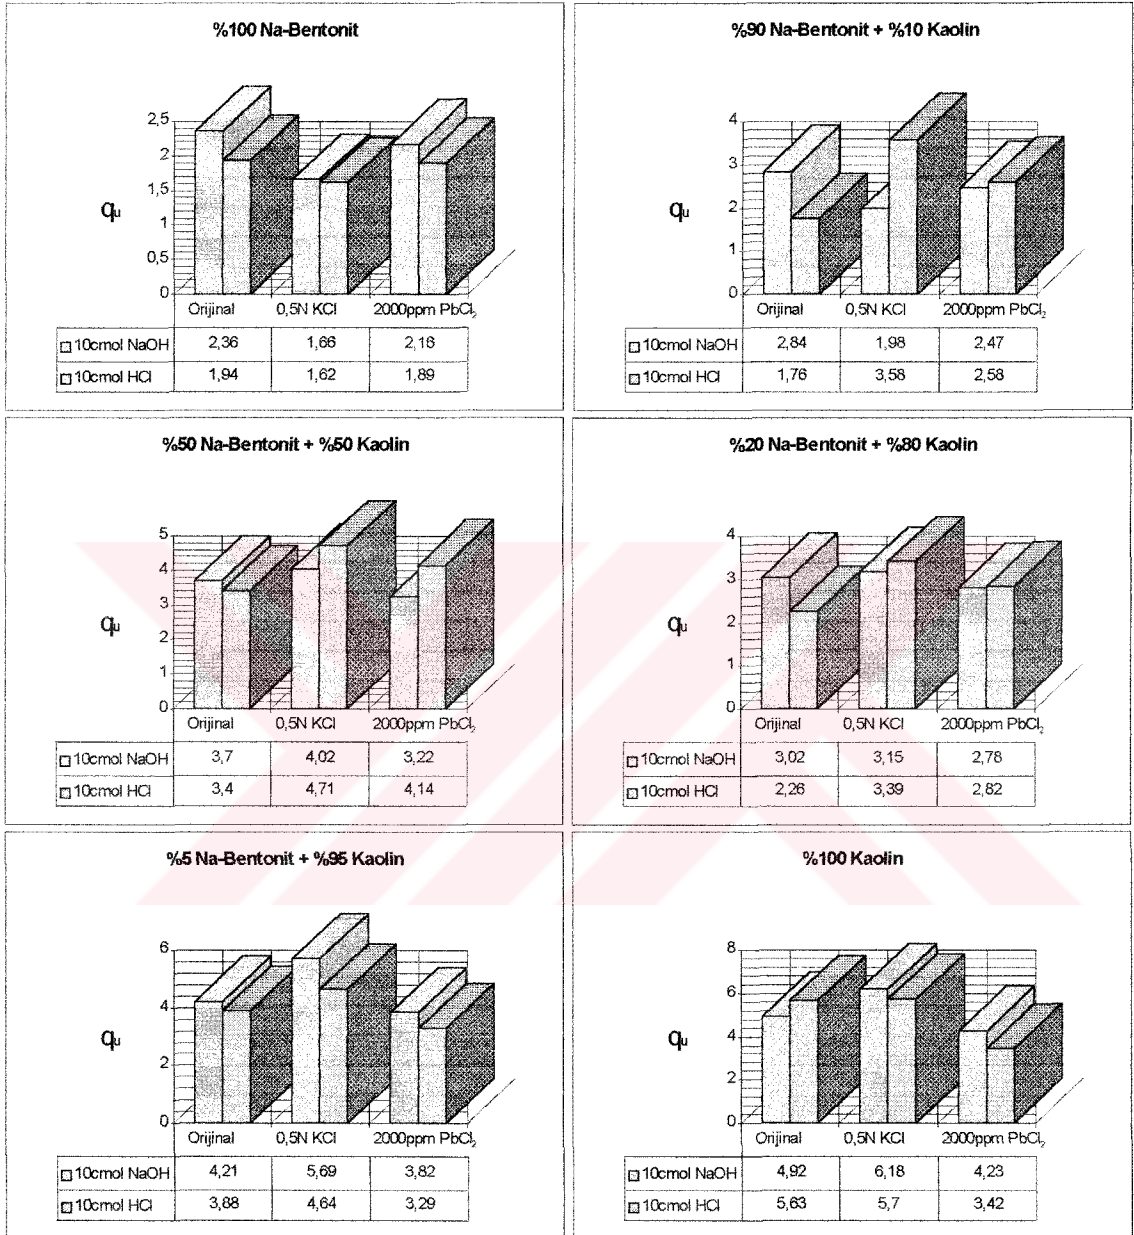 %100 Na-Bentonit
qu
2,5
2
1,5
1
0,5
0
Orijinal 0,5N KCl 2000ppm PbCl2
10cmol NaOH 2,36 1,66 2,16
10cmol HCl 1,94 1,62 1,89
%90 Na-Bentonit + %10 Kaolin
qu
4
3
2
1
0
Orijinal 0,5N KCl 2000ppm PbCl2
10cmol NaOH 2,84 1,98 2,47
10cmol HCl 1,76 3,58 2,58
%50 Na-Bentonit + %50 Kaolin
qu
5
4
3
2
1
0
Orijinal 0,5N KCl 2000ppm PbCl2
10cmol NaOH 3,7 4,02 3,22
10cmol HCl 3,4 4,71 4,14
%20 Na-Bentonit + %80 Kaolin
qu
4
3
2
1
0
Orijinal 0,5N KCl 2000ppm PbCl2
10cmol NaOH 3,02 3,15 2,78
10cmol HCl 2,26 3,39 2,82
%5 Na-Bentonit + %95 Kaolin
qu
6
4
2
0
Orijinal 0,5N KCl 2000ppm PbCl2
10cmol NaOH 4,21 5,69 3,82
10cmol HCl 3,88 4,64 3,29
%100 Kaolin
qu
8
6
4
2
0
Orijinal 0,5N KCl 2000ppm PbCl2
10cmol NaOH 4,92 6,18 4,23
10cmol HCl 5,63 5,7 3,42